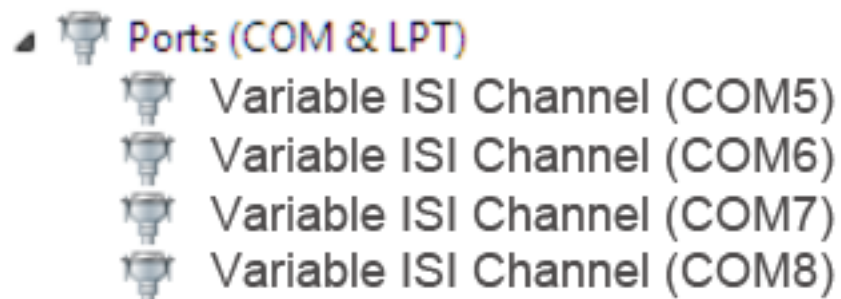 Ports (COM & LPT)
Variable ISI Channel (COM5)
Variable ISI Channel (COM6)
Variable ISI Channel (COM7)
Variable ISI Channel (COM8)